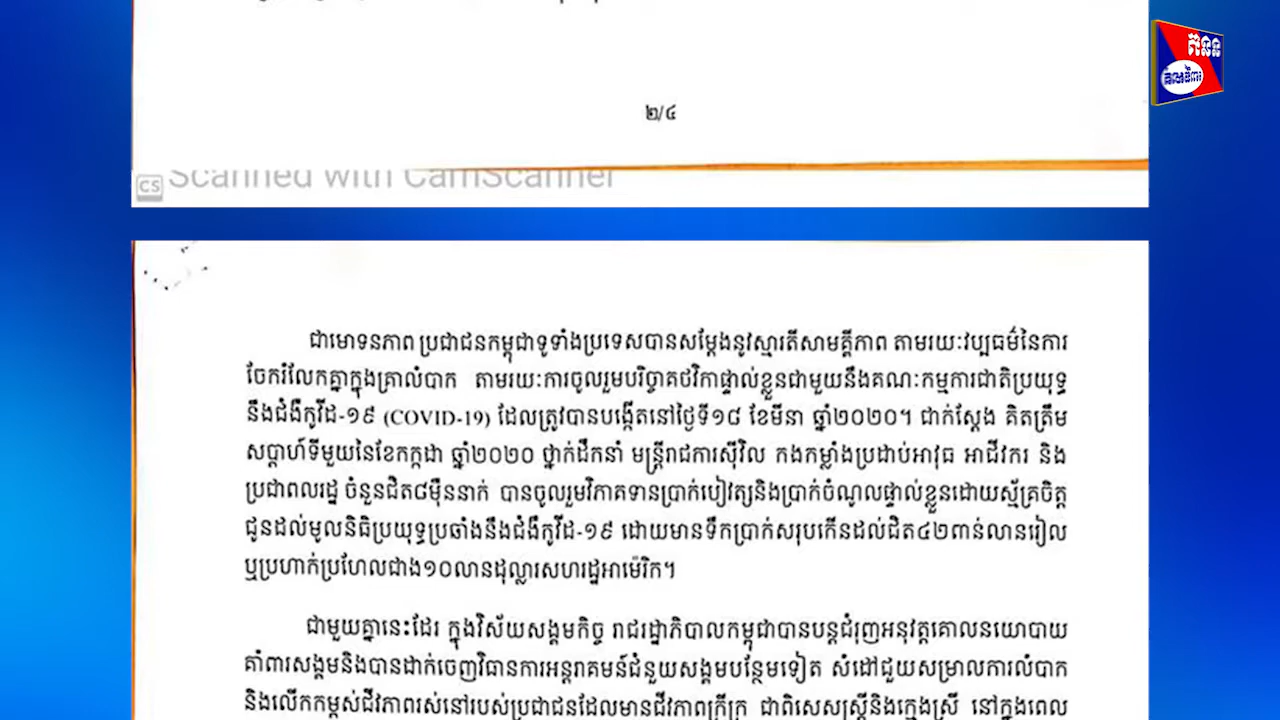 គ៊ូនន
គំរោងពៃរ
២/៤
CS Scanned with CamScanner
ជាមោទនភាព ប្រជាជនកម្ពុជាទូទាំងប្រទេសបានសម្តែងនូវស្មារតីសាមគ្គីភាព តាមរយៈវប្បធម៌នៃការ
ចែករំលែកគ្នាក្នុងគ្រាលំបាក តាមរយៈការចូលរួមបរិច្ចាគថវិកាផ្ទាល់ខ្លួនជាមួយនឹងគណៈកម្មការជាតិប្រយុទ្ធ
នឹងជំងឺកូវីដ-១៩ (COVID-19) ដែលត្រូវបានបង្កើតនៅថ្ងៃទី១៨ ខែមីនា ឆ្នាំ២០២០។ ជាក់ស្តែង គិតត្រឹម
សប្តាហ៍ទីមួយនៃខែកក្កដា ឆ្នាំ២០២០ ថ្នាក់ដឹកនាំ មន្ត្រីរាជការស៊ីវិល កងកម្លាំងប្រដាប់អាវុធ អាជីវករ និង
ប្រជាពលរដ្ឋ ចំនួនជិត៨ម៉ឺននាក់ បានចូលរួមវិភាគទានប្រាក់បៀវត្សនិងប្រាក់ចំណូលផ្ទាល់ខ្លួនដោយស្ម័គ្រចិត្ត
ជូនដល់មូលនិធិប្រយុទ្ធប្រឆាំងនឹងជំងឺកូវីដ-១៩ ដោយមានទឹកប្រាក់សរុបកើនដល់ជិត៤២ពាន់លានរៀល
ឬប្រហាក់ប្រហែលជាង១០លានដុល្លារសហរដ្ឋអាម៉េរិក។
ជាមួយគ្នានេះដែរ ក្នុងវិស័យសង្គមកិច្ច រាជរដ្ឋាភិបាលកម្ពុជាបានបន្តជំរុញអនុវត្តគោលនយោបាយ
គាំពារសង្គមនិងបានដាក់ចេញវិធានការអន្តរាគមន៍ជំនួយសង្គមបន្ថែមទៀត សំដៅជួយសម្រាលការលំបាក
និងលើកកម្ពស់ជីវភាពរស់នៅរបស់ប្រជាជនដែលមានជីវភាពក្រីក្រ ជាពិសេសស្ត្រីនិងក្មេងស្រី នៅក្នុងពេល